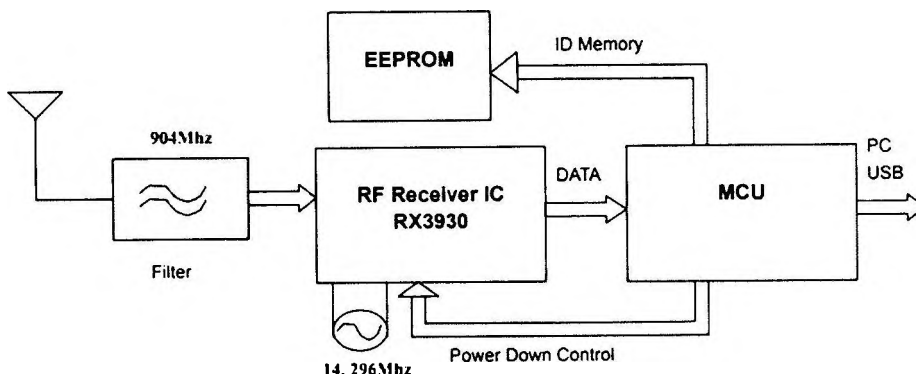 ID Memory
EEPROM
904Mhz
PC
USB
RF Receiver IC
RX3930
DATA
MCU
Filter
Power Down Control
14. 296Mhz